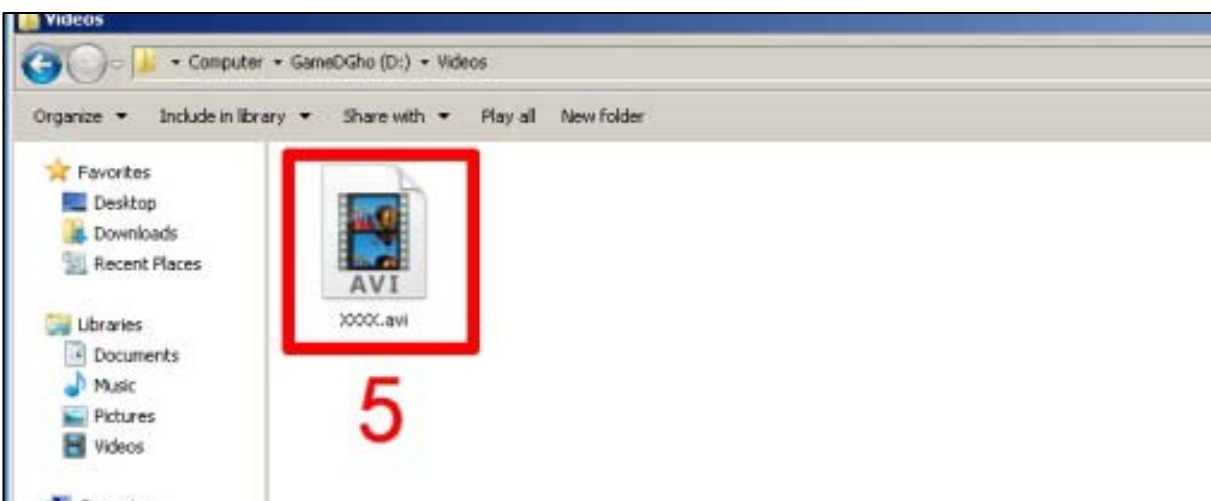 Videos
Computer GameDGho (D:) Videos
Organize Include in library Share with Play all New folder
Favorites
Desktop
Downloads
Recent Places
Libraries
Documents
Music
Pictures
Videos
AVI
XXXX.avi
5